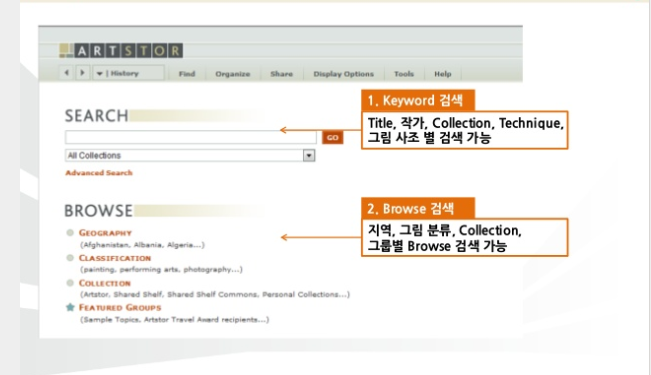 ARTSTOR
History Find Organize Share Display Options Tools Help
SEARCH
GO
All Collections
Advanced Search
1. Keyword 검색
Title, 작가, Collection, Technique,
그림 사조 별 검색 가능
BROWSE
GEOGRAPHY
(Afghanistan, Albania, Algeria...)
CLASSIFICATION
(painting, performing arts, photography...)
COLLECTION
(Artstor, Shared Shelf, Shared Shelf Commons, Personal Collections...)
FEATURED GROUPS
(Sample Topics, Artstor Travel Award recipients...)
2. Browse 검색
지역, 그림 분류, Collection,
그룹별 Browse 검색 가능